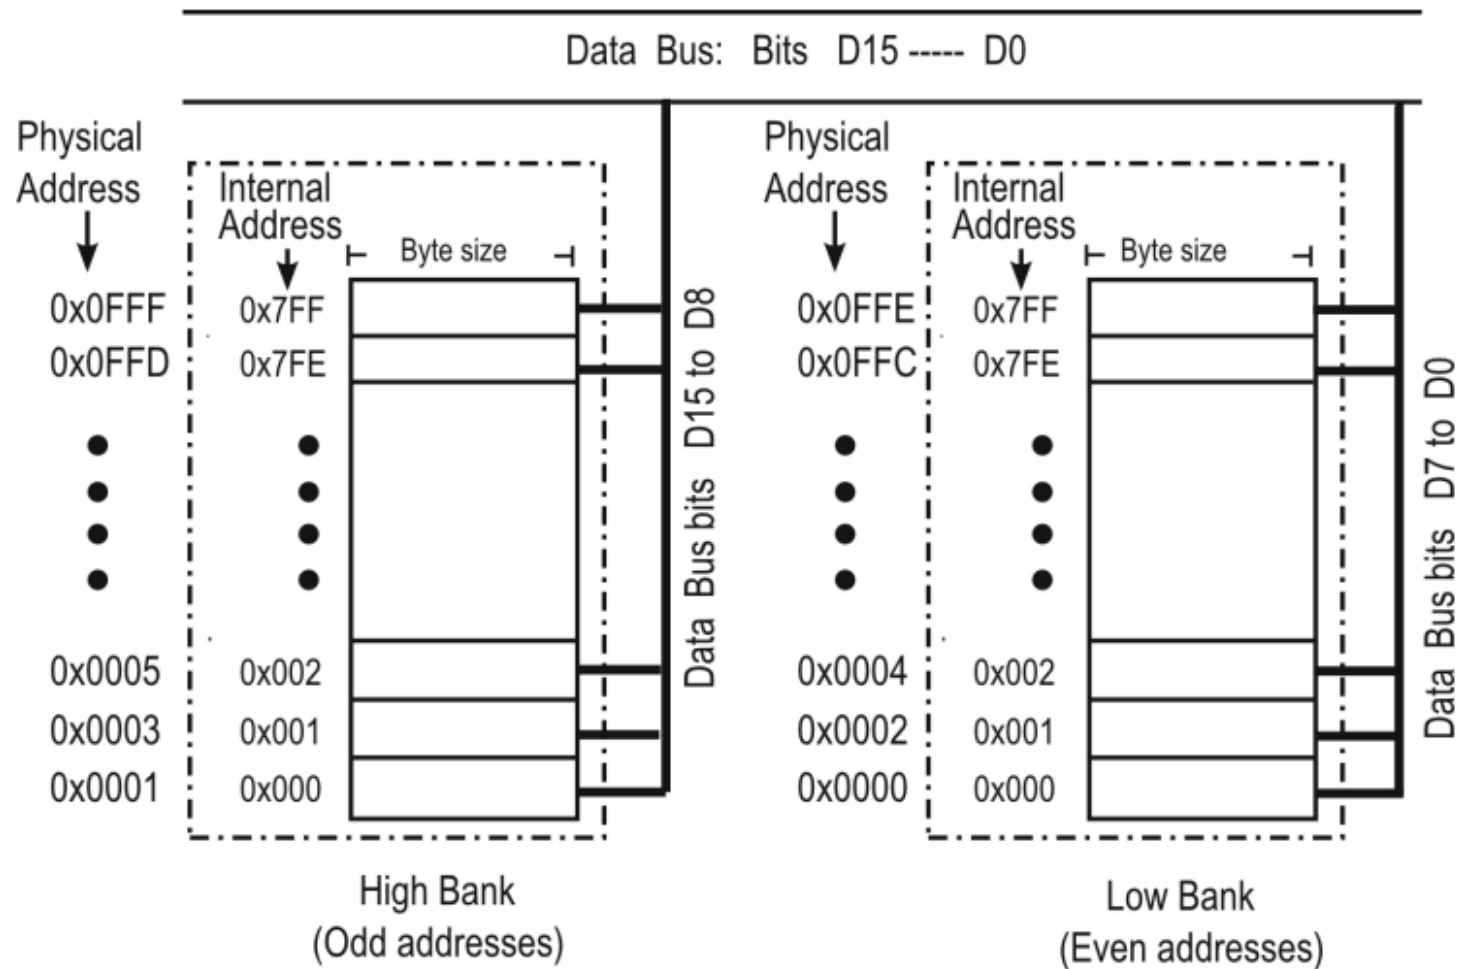 Data Bus: Bits D15 ----- D0
Physical
Address
Internal
Address
Byte size
0x0FFF 0x7FF
0x0FFD 0x7FE
0x0005 0x002
0x0003 0x001
0x0001 0x000
Data Bus bits D15 to D8
High Bank
(Odd addresses)
Physical
Address
Internal
Address
Byte size
0x0FFE 0x7FF
0x0FFC 0x7FE
0x0004 0x002
0x0002 0x001
0x0000 0x000
Data Bus bits D7 to D0
Low Bank
(Even addresses)